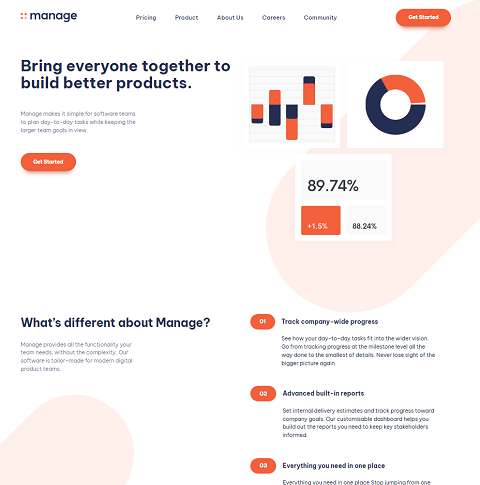 manage
Pricing Product About Us Careers Community
Get Started
Bring everyone together to
build better products.
Manage makes it simple for software teams
to plan day-to-day tasks while keeping the
larger team goals in view.
Get Started
89.74%
+1.5%
88.24%
What's different about Manage?
Manage provides all the functionality your
team needs, without the complexity. Our
software is tailor-made for modern digital
product teams.
01 Track company-wide progress
See how your day-to-day tasks fit into the wider vision.
Go from tracking progress at the milestone level all the
way done to the smallest of details. Never lose sight of the
bigger picture again.
02 Advanced built-in reports
Set internal delivery estimates and track progress toward
company goals. Our customisable dashboard helps you
build out the reports you need to keep key stakeholders
informed.
03 Everything you need in one place
Everything you need in one place Stop jumping from one